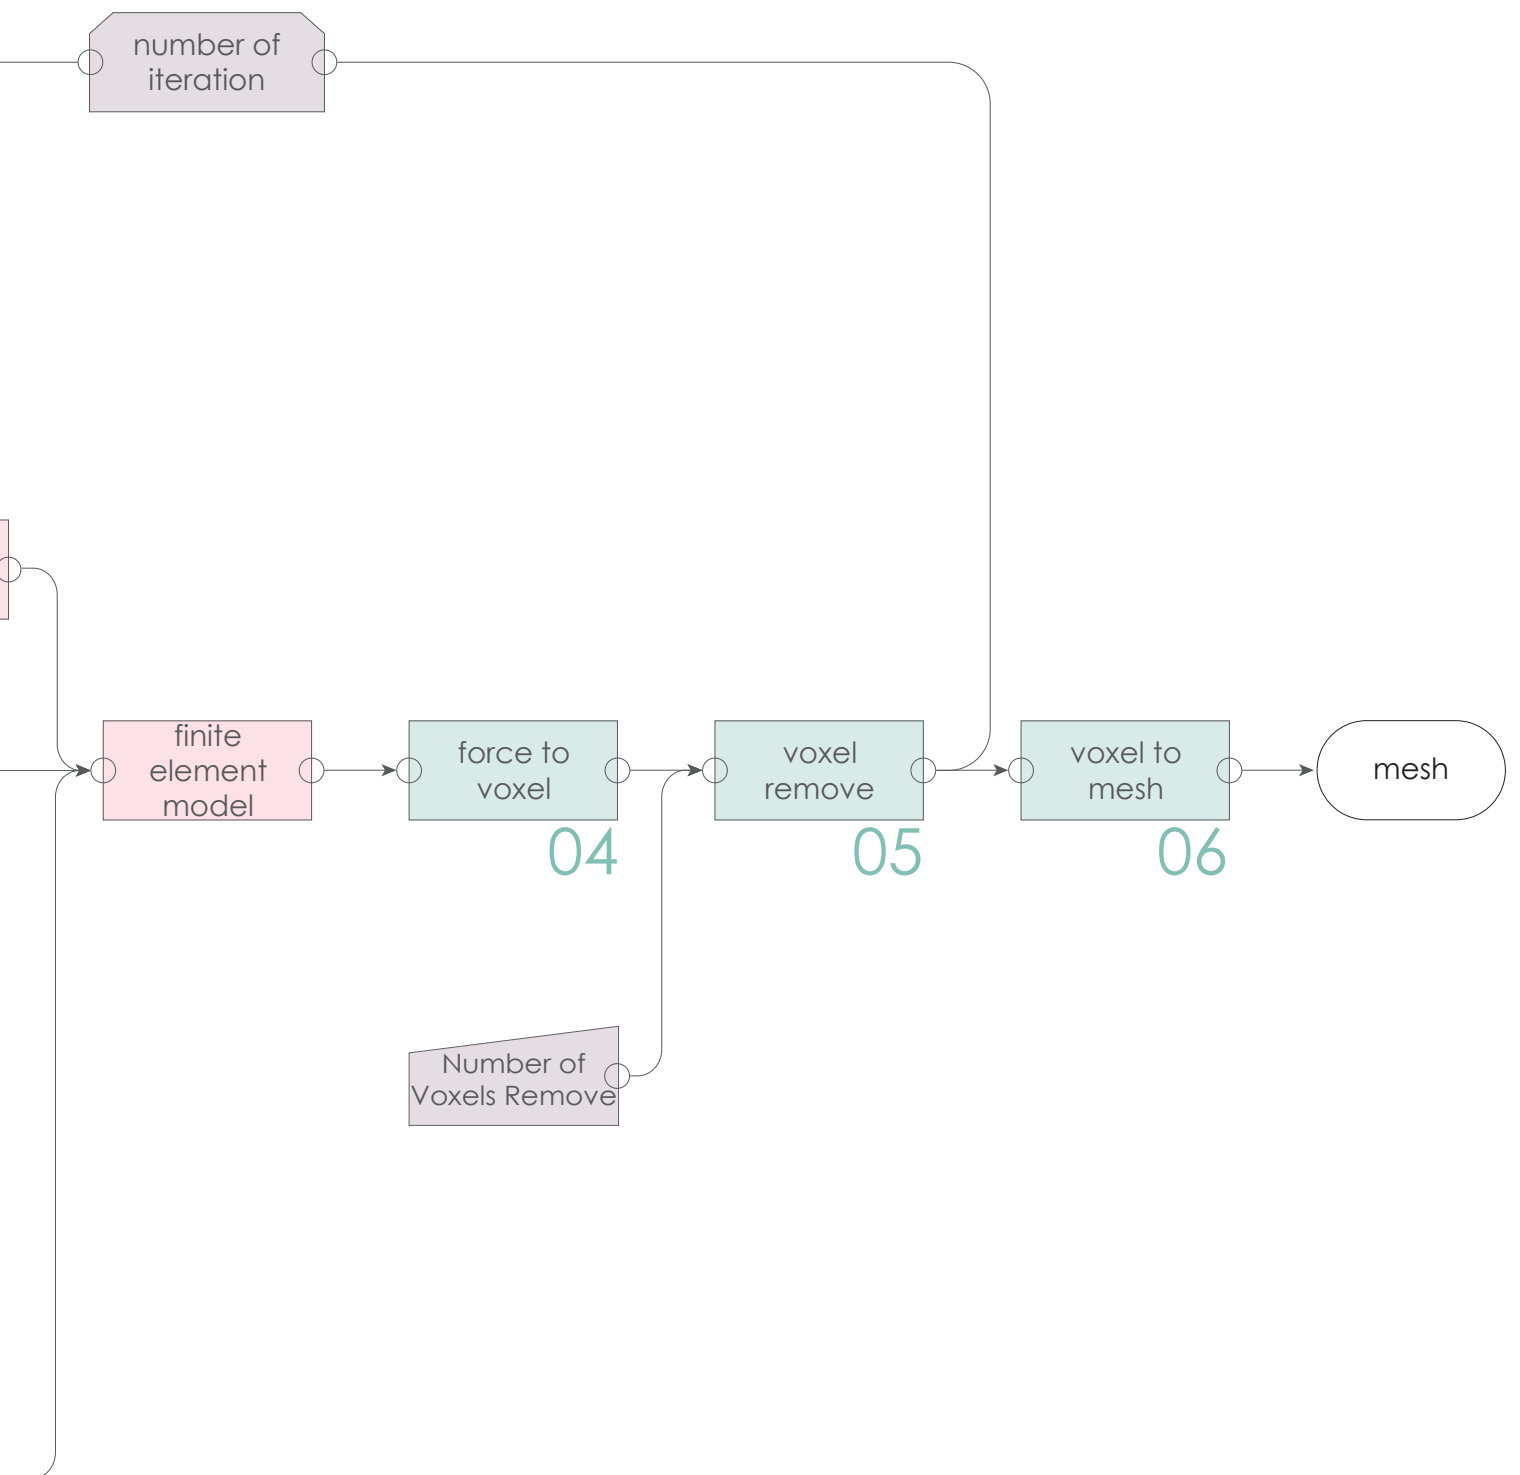 number of
iteration
finite
element
model
force to
voxel
04
voxel
remove
05
voxel to
mesh
06
mesh
Number of
Voxels Remove